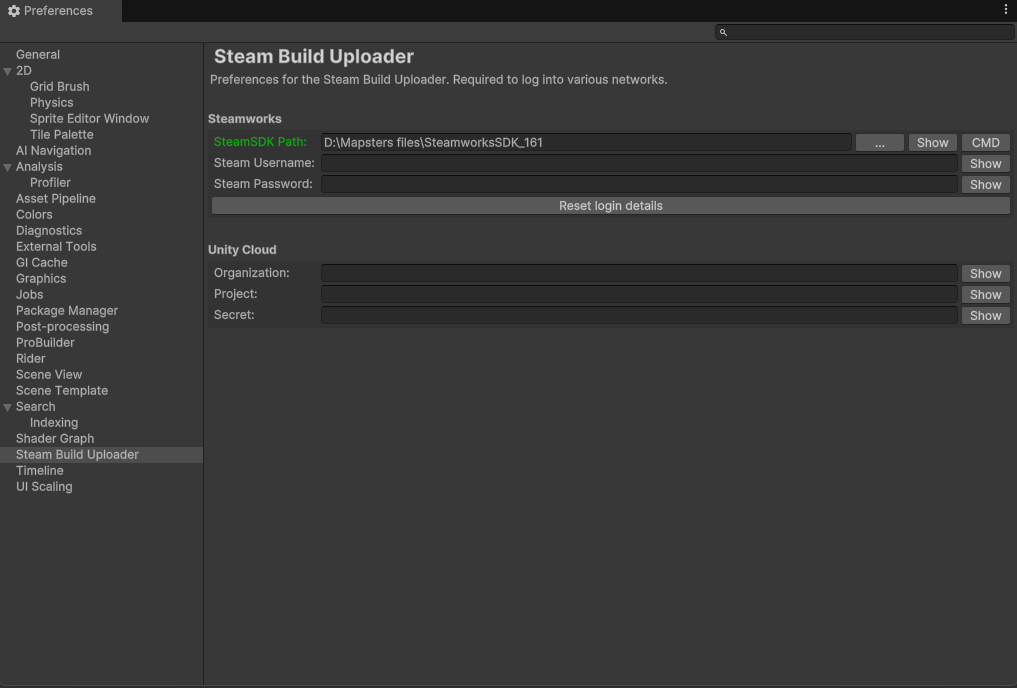 Preferences
General
2D
Grid Brush
Physics
Sprite Editor Window
Tile Palette
AI Navigation
Analysis
Profiler
Asset Pipeline
Colors
Diagnostics
External Tools
GI Cache
Graphics
Jobs
Package Manager
Post-processing
ProBuilder
Rider
Scene View
Scene Template
Search
Indexing
Shader Graph
Steam Build Uploader
Timeline
UI Scaling
Steam Build Uploader
Preferences for the Steam Build Uploader. Required to log into various networks.
Steamworks
SteamSDK Path: D:\Mapsters files\SteamworksSDK_161 ... Show CMD
Steam Username: Show
Steam Password: Show
Reset login details
Unity Cloud
Organization: Show
Project: Show
Secret: Show